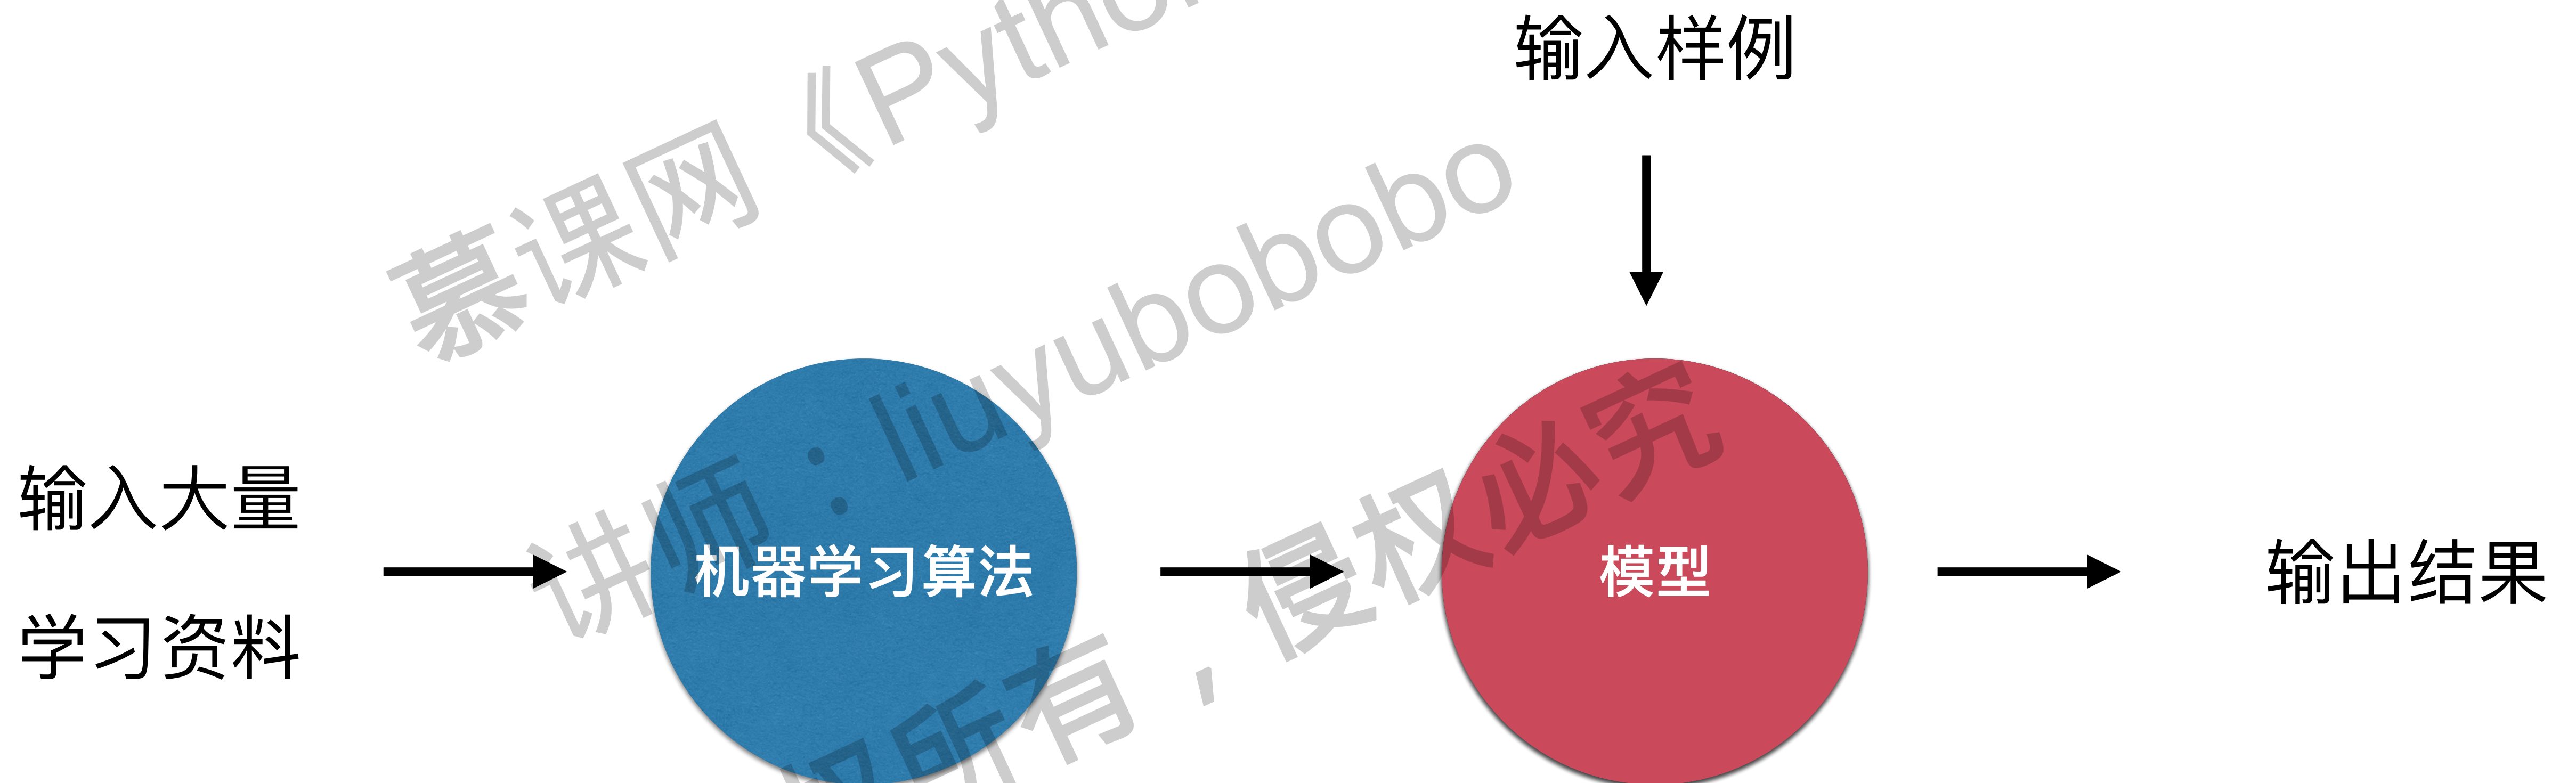 输入样例
慕课网《Pytho
讲师：liuyubobobo
所有，侵权必究
输入大量
学习资料
机器学习算法
模型
输出结果